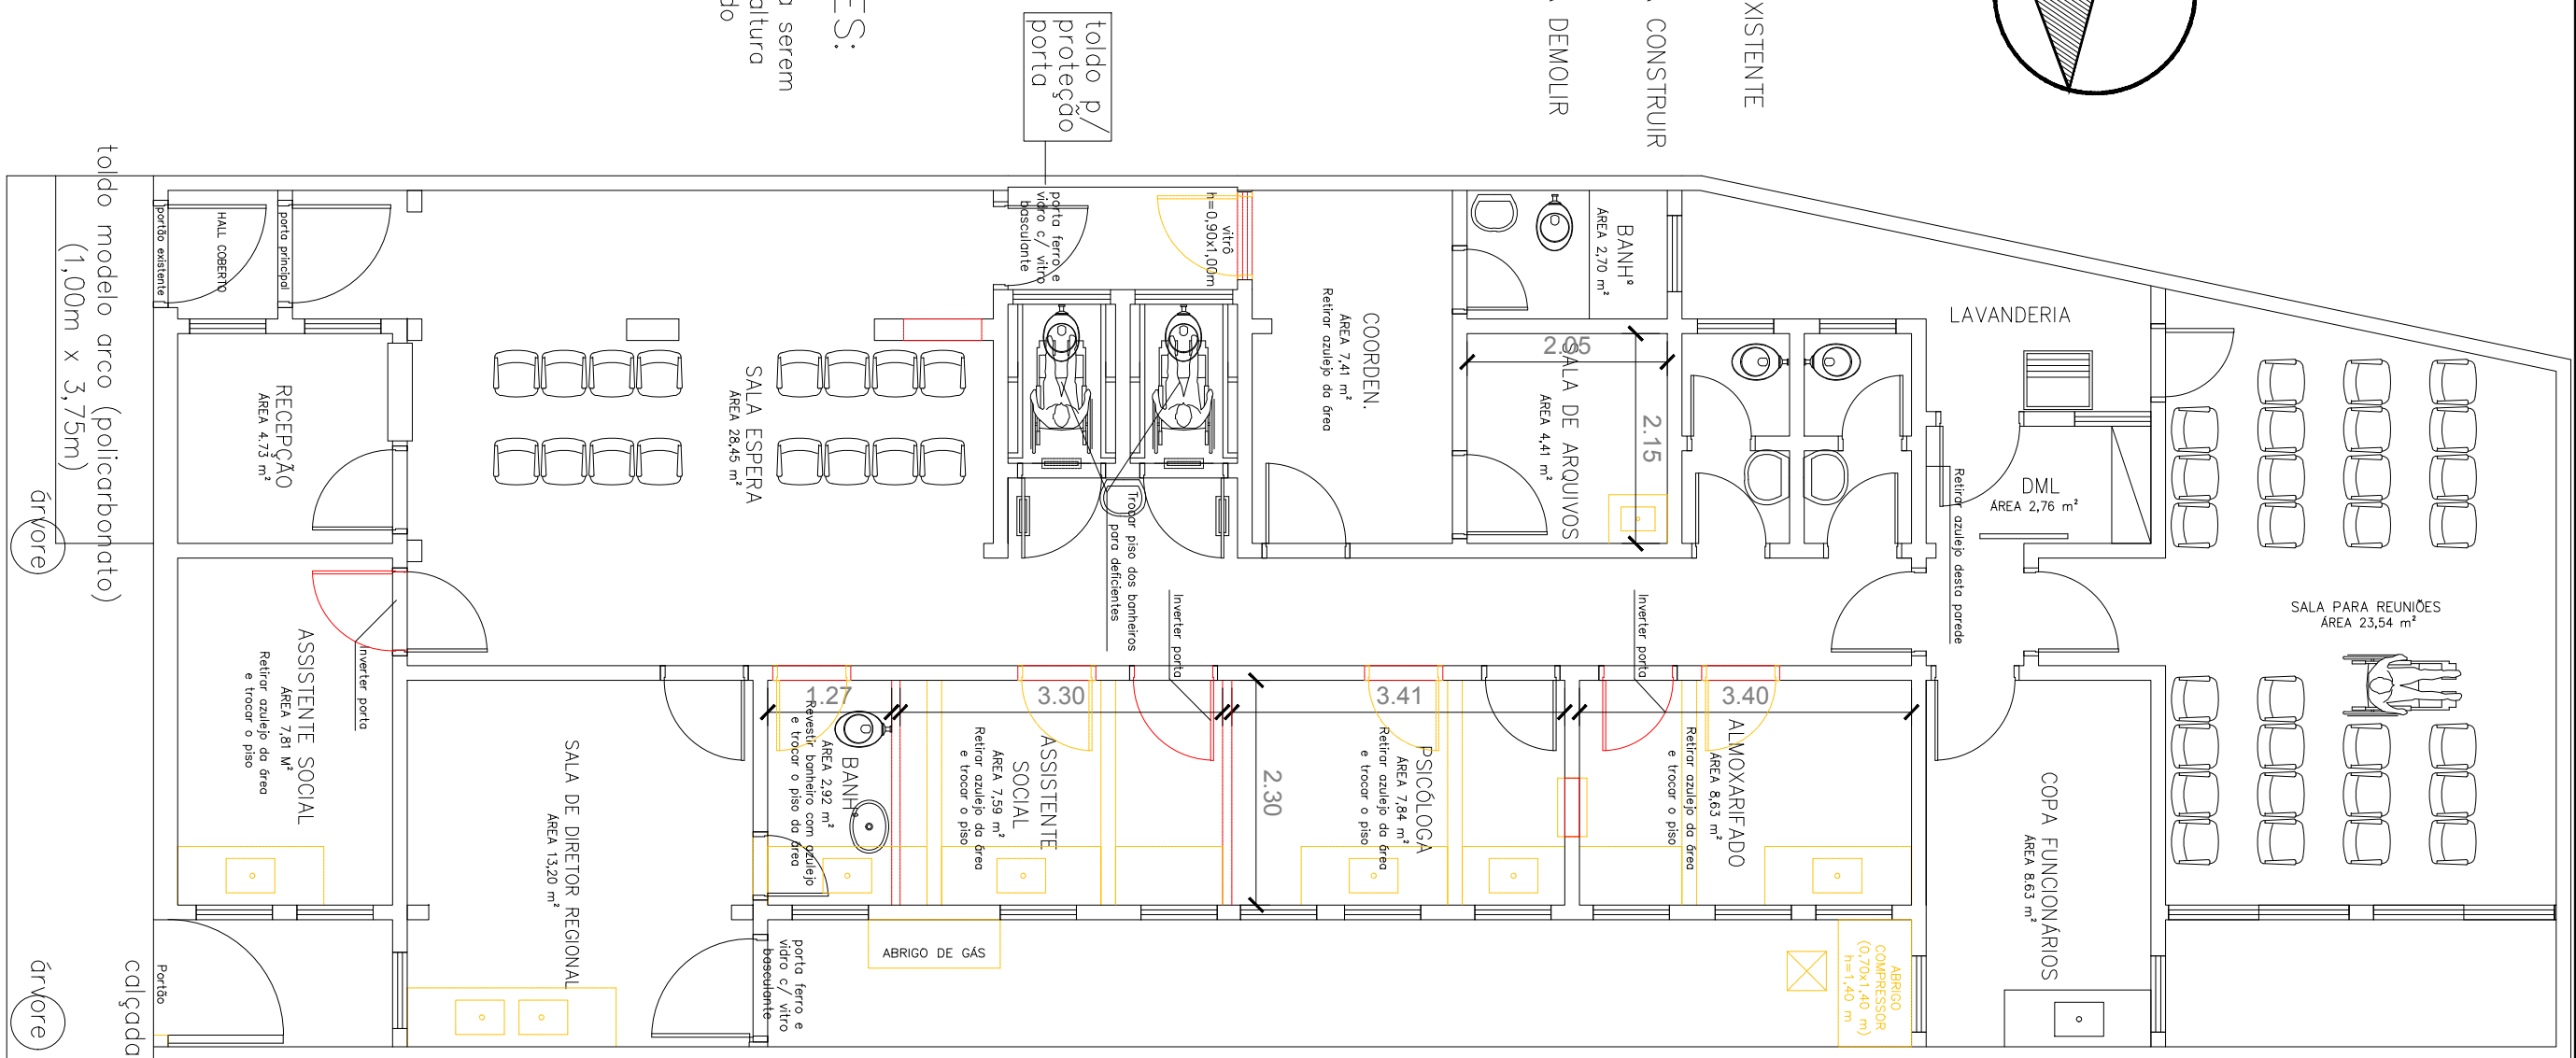 EXISTENTE
A CONSTRUIR
A DEMOLIR
ES:
a serem
altura
do
toldo p/
proteção
porta
toldo modelo arco (policarbonato)
(1,00m x 3,75m)
árvore
árvore
calçada
Portão
portão existente
HALL COBERTO
porta principal
RECEPÇÃO
ÁREA 4.73 m²
ASSISTENTE SOCIAL
ÁREA 7,81 M²
Retirar azulejo da área
e trocar o piso
Inverter porta
SALA ESPERA
ÁREA 28,45 m²
porta ferro e
vidro c/ vitro
basculante
vitrô
h=0,90x1,00m
Trocar piso dos banheiros
para deficientes
COORDEN.
ÁREA 7,41 m²
Retirar azulejo da área
BANHº
ÁREA 2,70 m²
SALA DE ARQUIVOS
ÁREA 4,41 m²
2.05
2.15
LAVANDERIA
DML
ÁREA 2,76 m²
Retirar azulejo desta parede
SALA PARA REUNIÕES
ÁREA 23,54 m²
COPA FUNCIONÁRIOS
ÁREA 8.63 m²
SALA DE DIRETOR REGIONAL
ÁREA 13,20 m²
1.27
BANHº
ÁREA 2,92 m²
Revestir banheiro com azulejo
e trocar o piso da área
3.30
ASSISTENTE
SOCIAL
ÁREA 7,59 m²
Retirar azulejo da área
e trocar o piso
Inverter porta
2.30
3.41
PSICÓLOGA
ÁREA 7,84 m²
Retirar azulejo da área
e trocar o piso
Inverter porta
3.40
ALMOXARIFADO
ÁREA 8,63 m²
Retirar azulejo da área
e trocar o piso
porta ferro e
vidro c/ vitro
basculante
ABRIGO DE GÁS
ABRIGO
COMPRESSOR
(0,70x1,40 m)
h=1,40 m